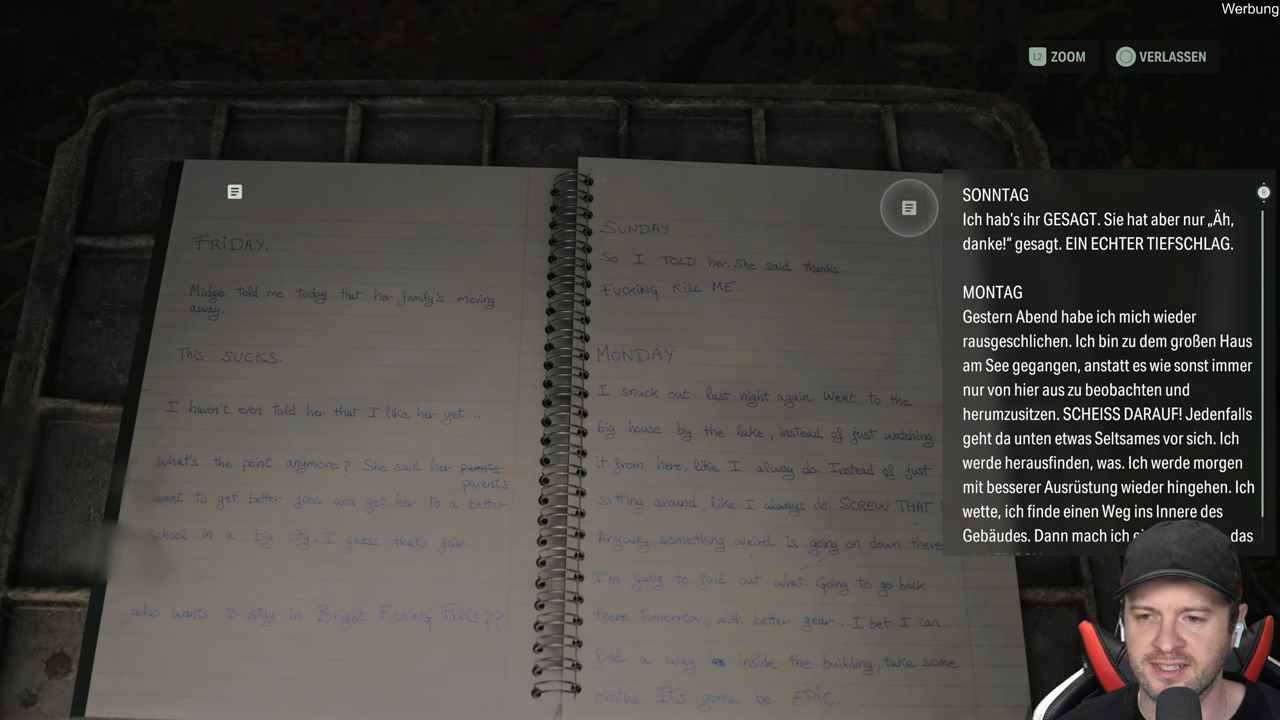 Werbung
L2 ZOOM
VERLASSEN
FRIDAY.
Midge told me today that her family's moving
away.
This SUCKS.
I haven't even told her that I like her yet...
what's the point anymore? She said her parents
parents
want to get better jobs and get her to a better
school in a big city. I guess that's fair.
who wants to stay in Bright FUCKING Falls??
SUNDAY
So I TOLD her. She said thanks.
FUCKING KILL ME.
MONDAY
I snuck out last night again. Went to the
big house by the lake, instead of just watching
it from here, like I alway do. Instead of just
sitting around, like I always do. SCREW THAT!
Anyway, something weird is going on down there
I'm going to find out what. Going to go back
there tomorrow, with better gear. I bet I can
find a way inside the building, take some
photos. It's gonna be EPIC
SONNTAG
Ich hab's ihr GESAGT. Sie hat aber nur „Äh,
danke!“ gesagt. EIN ECHTER TIEFSCHLAG.
MONTAG
Gestern Abend habe ich mich wieder
rausgeschlichen. Ich bin zu dem großen Haus
am See gegangen, anstatt es wie sonst immer
nur von hier aus zu beobachten und
herumzusitzen. SCHEISS DARAUF! Jedenfalls
geht da unten etwas Seltsames vor sich. Ich
werde herausfinden, was. Ich werde morgen
mit besserer Ausrüstung wieder hingehen. Ich
wette, ich finde einen Weg ins Innere des
Gebäudes. Dann mach ich das